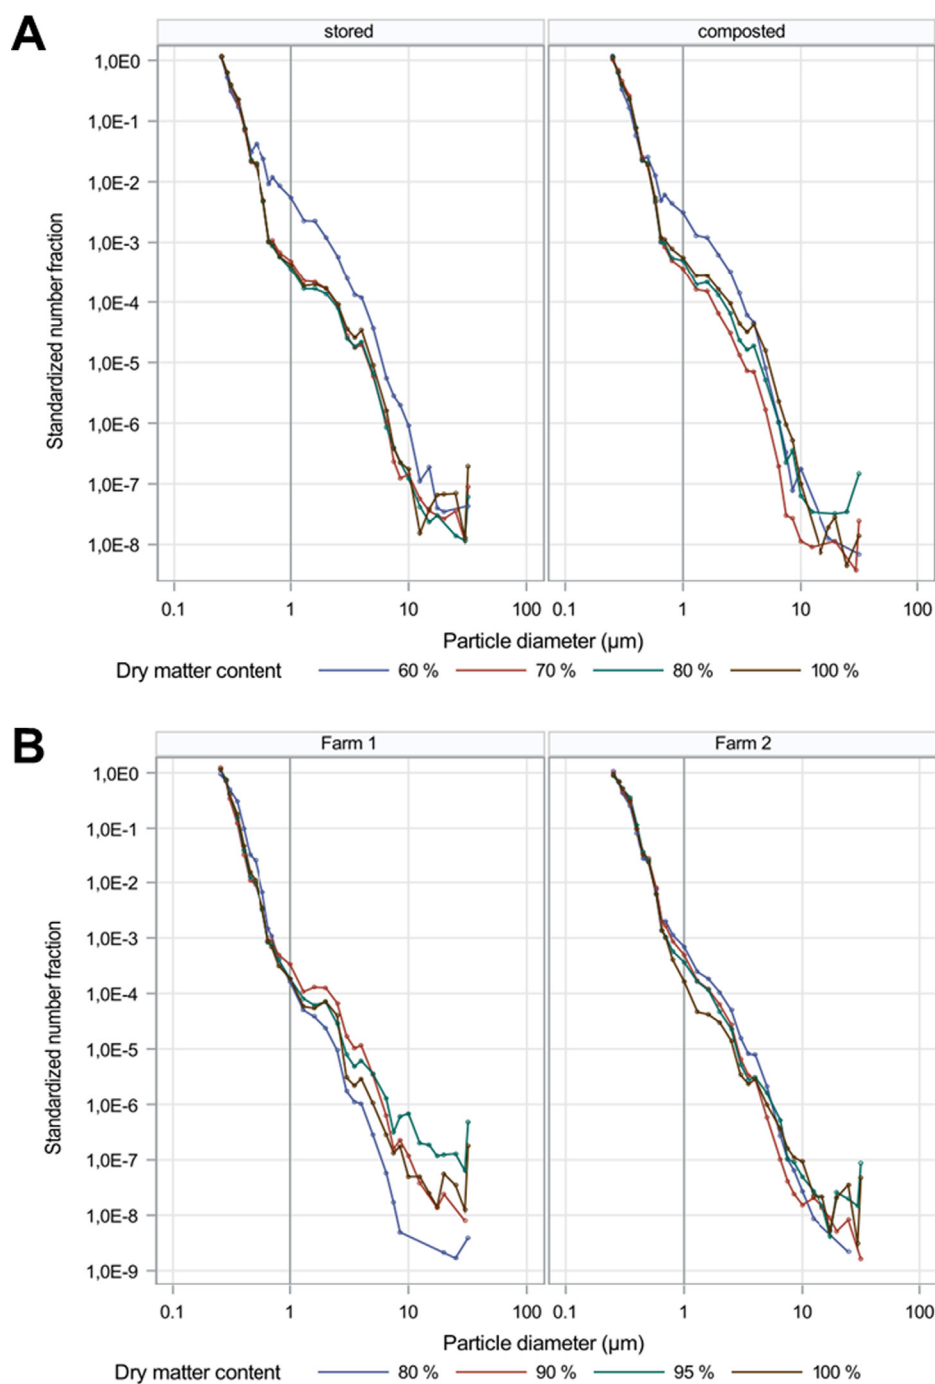 A
stored composted
1,0E0
1,0E-1
1,0E-2
1,0E-3
1,0E-4
1,0E-5
1,0E-6
1,0E-7
1,0E-8
Standardized number fraction
0.1 1 10 100 0.1 1 10 100
Particle diameter (µm)
Dry matter content 60 % 70 % 80 % 100 %
B
Farm 1 Farm 2
1,0E0
1,0E-1
1,0E-2
1,0E-3
1,0E-4
1,0E-5
1,0E-6
1,0E-7
1,0E-8
1,0E-9
Standardized number fraction
0.1 1 10 100 0.1 1 10 100
Particle diameter (µm)
Dry matter content 80 % 90 % 95 % 100 %